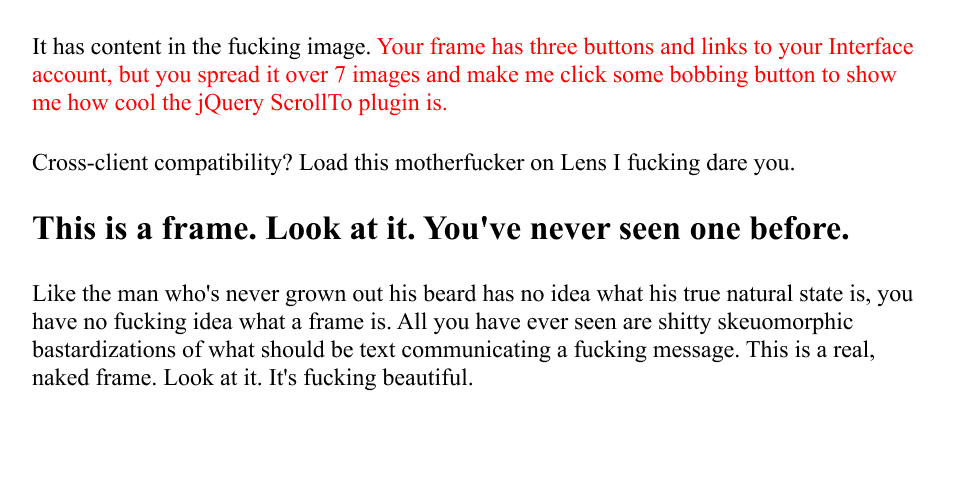 It has content in the fucking image. Your frame has three buttons and links to your Interface
account, but you spread it over 7 images and make me click some bobbing button to show
me how cool the jQuery ScrollTo plugin is.
Cross-client compatibility? Load this motherfucker on Lens I fucking dare you.
This is a frame. Look at it. You've never seen one before.
Like the man who's never grown out his beard has no idea what his true natural state is, you
have no fucking idea what a frame is. All you have ever seen are shitty skeuomorphic
bastardizations of what should be text communicating a fucking message. This is a real,
naked frame. Look at it. It's fucking beautiful.